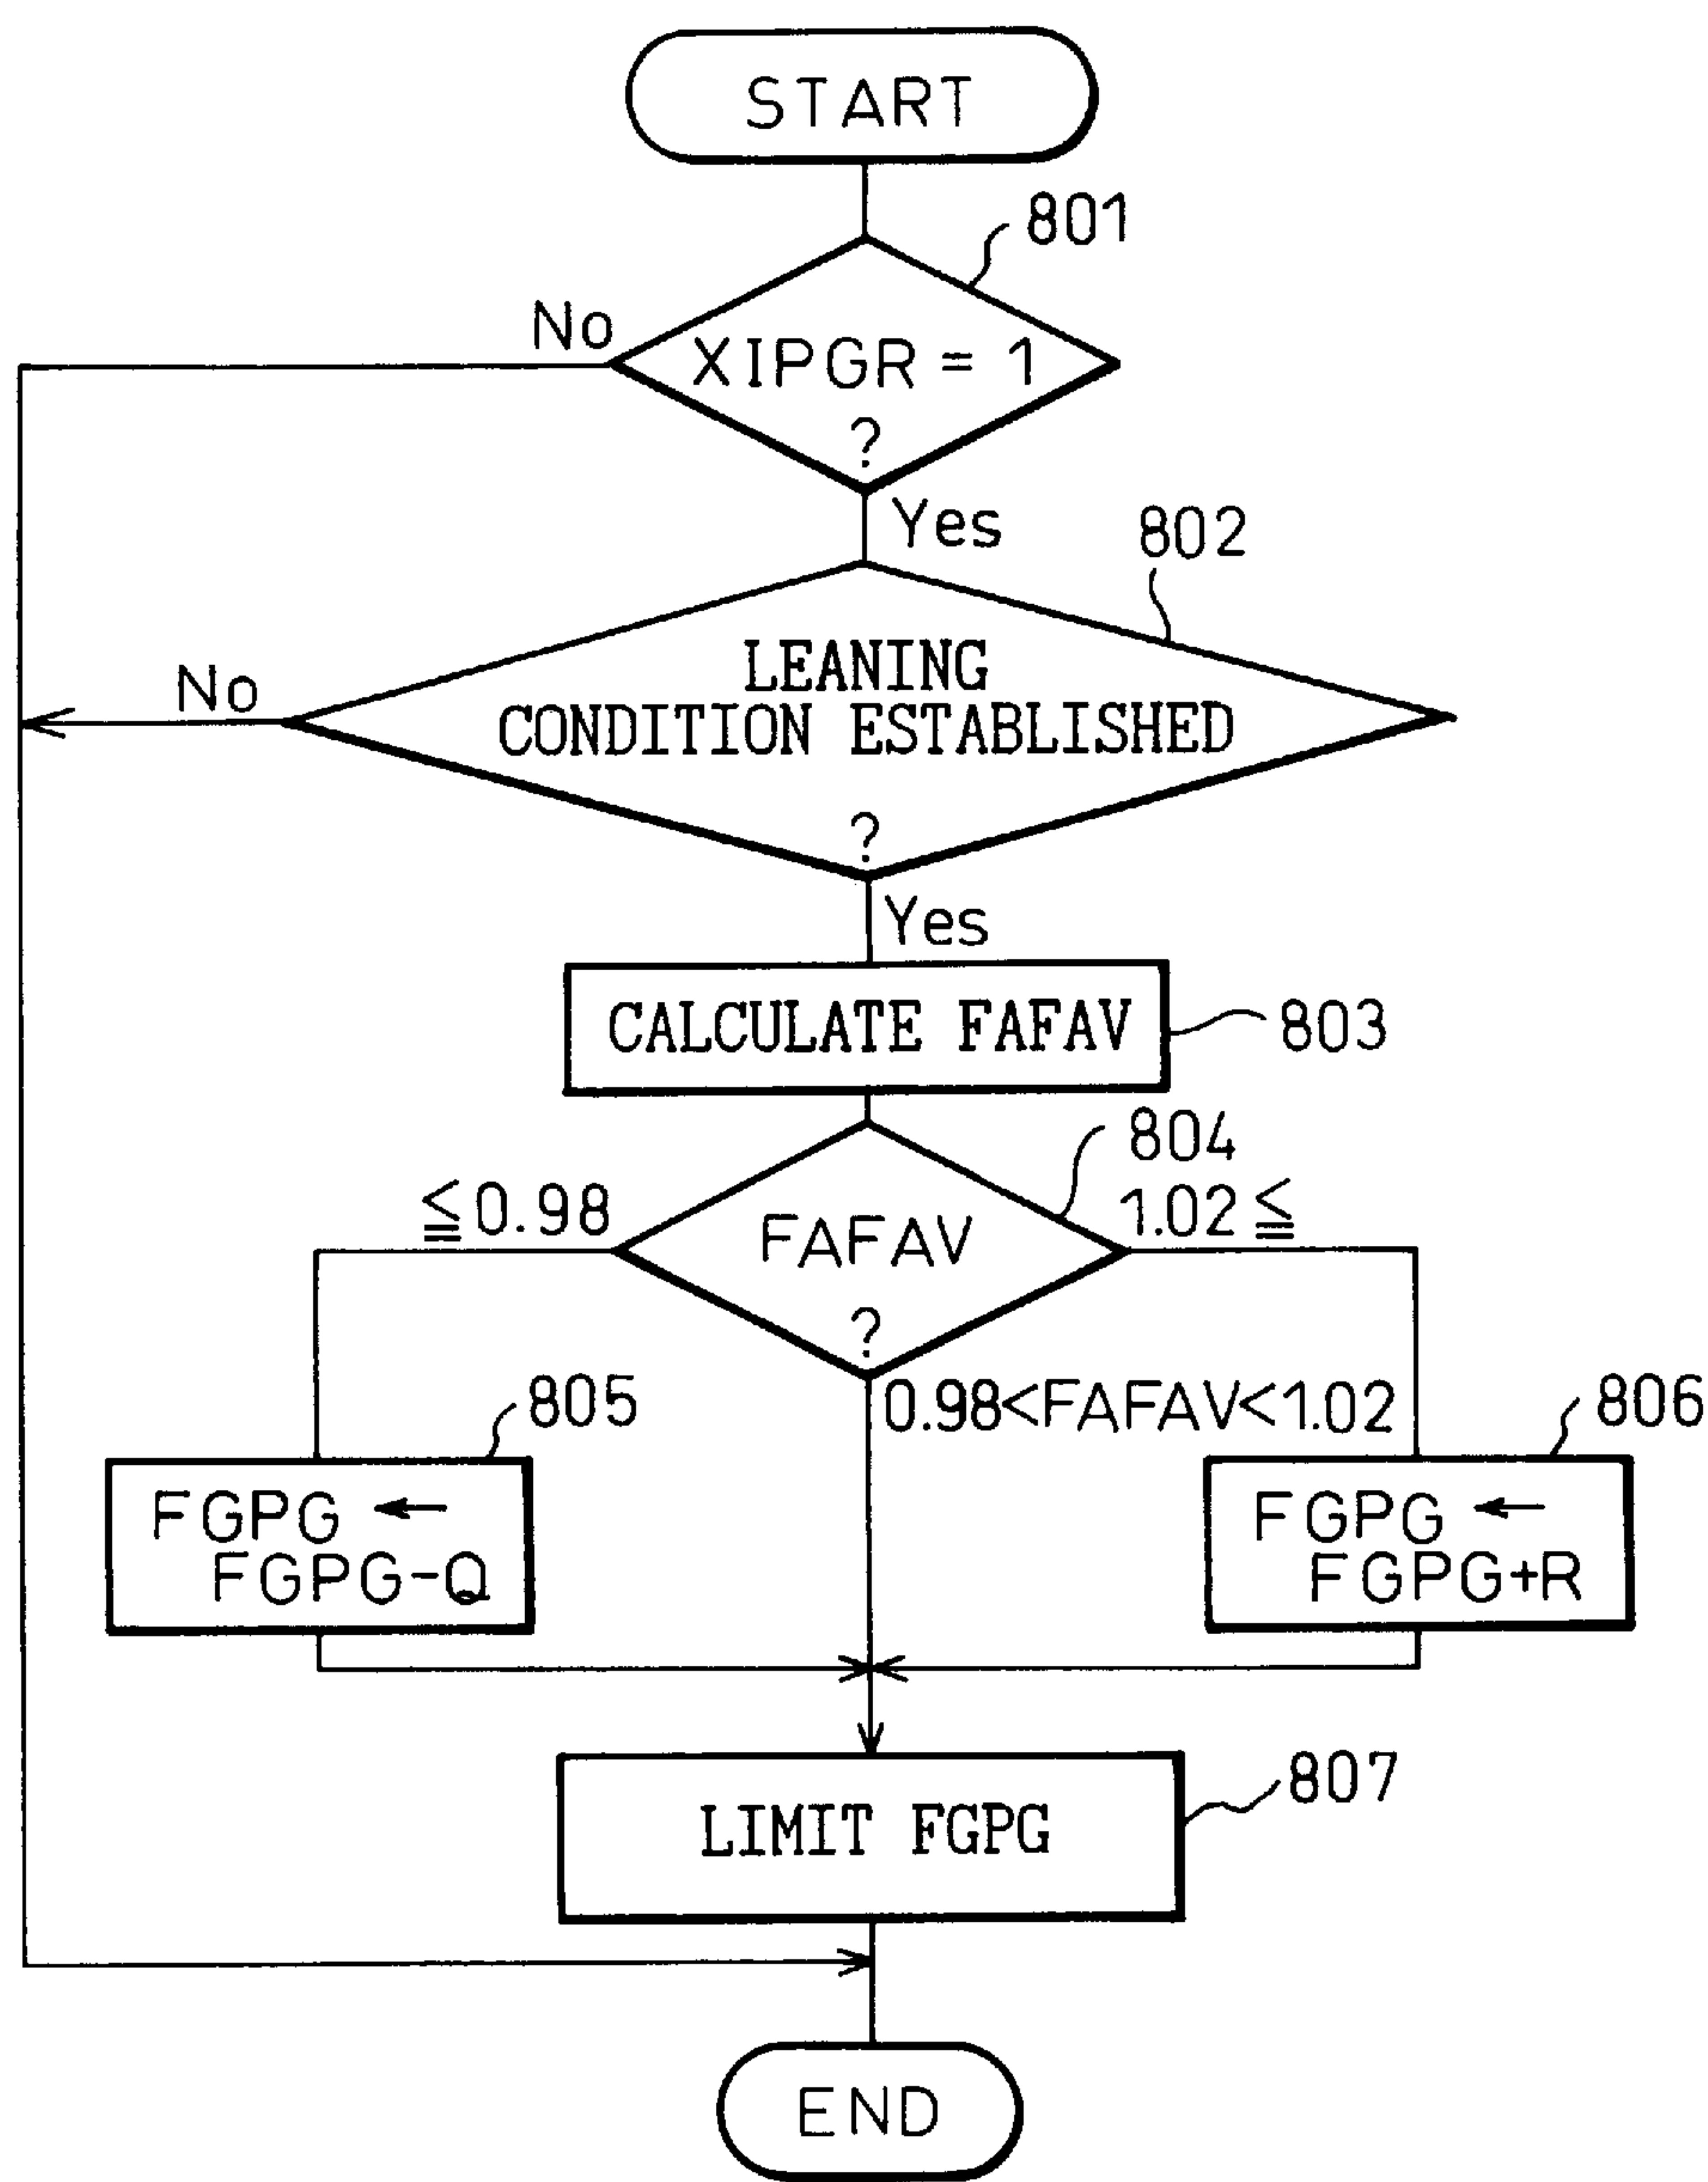 START
801
No
XIPGR = 1
?
Yes
802
No
LEANING
CONDITION ESTABLISHED
?
Yes
CALCULATE FAFAV
803
804
≦0.98
1.02≦
FAFAV
?
0.98<FAFAV<1.02
805
806
FGPG ←
FGPG-Q
FGPG ←
FGPG+R
807
LIMIT FGPG
END